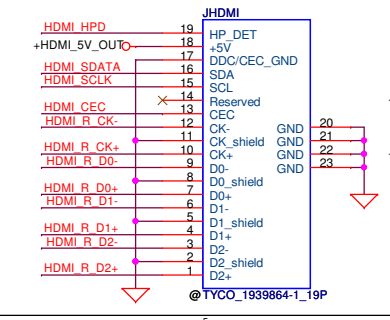 JHDMI
HDMI_HPD 19 HP_DET
+HDMI_5V_OUT 18 +5V
17 DDC/CEC_GND
HDMI_SDATA 16 SDA
HDMI_SCLK 15 SCL
14 Reserved
HDMI_CEC 13 CEC
HDMI_R_CK- 12 CK- GND 20
11 CK_shield GND 21
HDMI_R_CK+ 10 CK+ GND 22
HDMI_R_D0- 9 D0- GND 23
8 D0_shield
HDMI_R_D0+ 7 D0+
HDMI_R_D1- 6 D1-
5 D1_shield
HDMI_R_D1+ 4 D1+
HDMI_R_D2- 3 D2-
2 D2_shield
HDMI_R_D2+ 1 D2+
@TYCO_1939864-1_19P